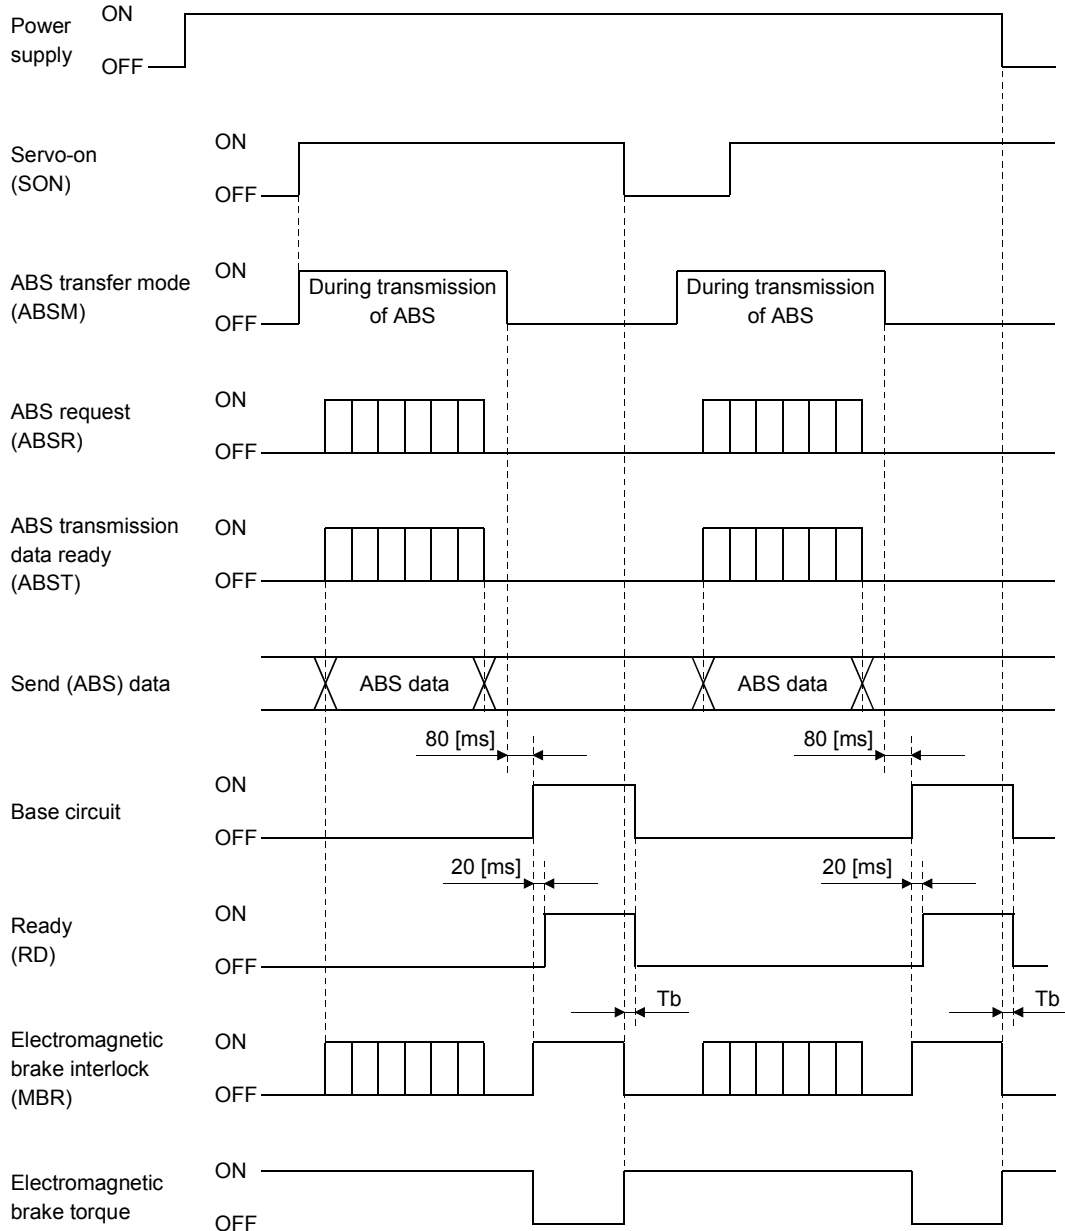 Power
supply
ON
OFF
Servo-on
(SON)
ON
OFF
ABS transfer mode
(ABSM)
ON
OFF
During transmission
of ABS
During transmission
of ABS
ABS request
(ABSR)
ON
OFF
ABS transmission
data ready
(ABST)
ON
OFF
Send (ABS) data
ABS data
ABS data
80 [ms]
80 [ms]
Base circuit
ON
OFF
20 [ms]
20 [ms]
Ready
(RD)
ON
OFF
Tb
Tb
Electromagnetic
brake interlock
(MBR)
ON
OFF
Electromagnetic
brake torque
ON
OFF